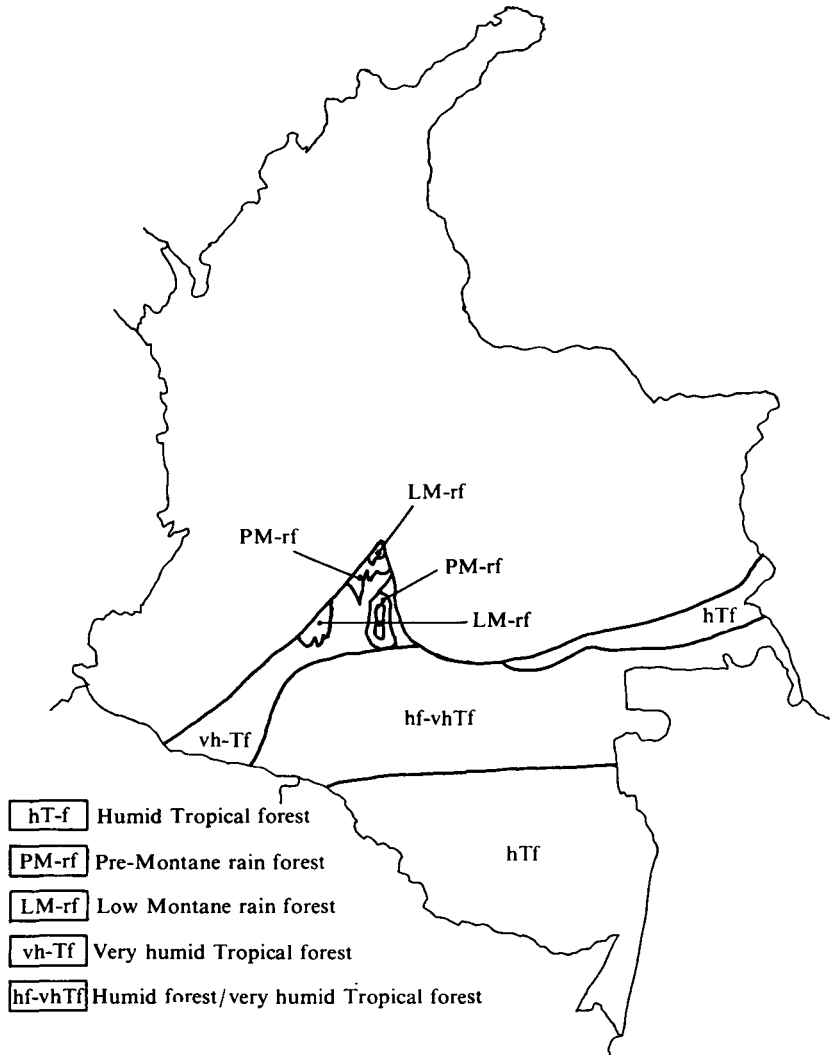 LM-rf
PM-rf
PM-rf
LM-rf
hTf
hf-vhTf
vh-Tf
hTf
hT-f Humid Tropical forest
PM-rf Pre-Montane rain forest
LM-rf Low Montane rain forest
vh-Tf Very humid Tropical forest
hf-vhTf Humid forest/very humid Tropical forest